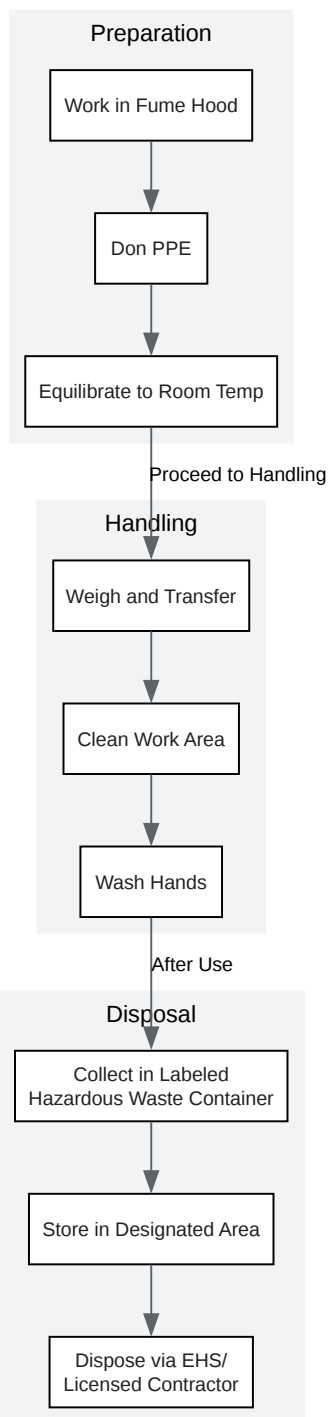 Preparation
Work in Fume Hood
Don PPE
Equilibrate to Room Temp
Proceed to Handling
Handling
Weigh and Transfer
Clean Work Area
Wash Hands
After Use
Disposal
Collect in Labeled
Hazardous Waste Container
Store in Designated Area
Dispose via EHS/
Licensed Contractor